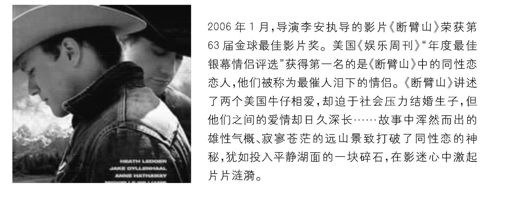 2006 年 1 月,导演李安执导的影片《断臂山》荣获第
63 届金球最佳影片奖。美国《娱乐周刊》“年度最佳
银幕情侣评选”获得第一名的是《断臂山》中的同性恋
恋人,他们被称为最催人泪下的情侣。《断臂山》讲述
了两个美国牛仔相爱,却迫于社会压力结婚生子,但
他们之间的爱情却日久深长……故事中浑然而出的
雄性气概、寂寥苍茫的远山景致打破了同性恋的神
秘,犹如投入平静湖面的一块碎石,在影迷心中激起
片片涟漪。
HEATH LEDGER
JAKE GYLLENHAAL
ANNE HATHAWAY
MICHELLE WILLIAMS